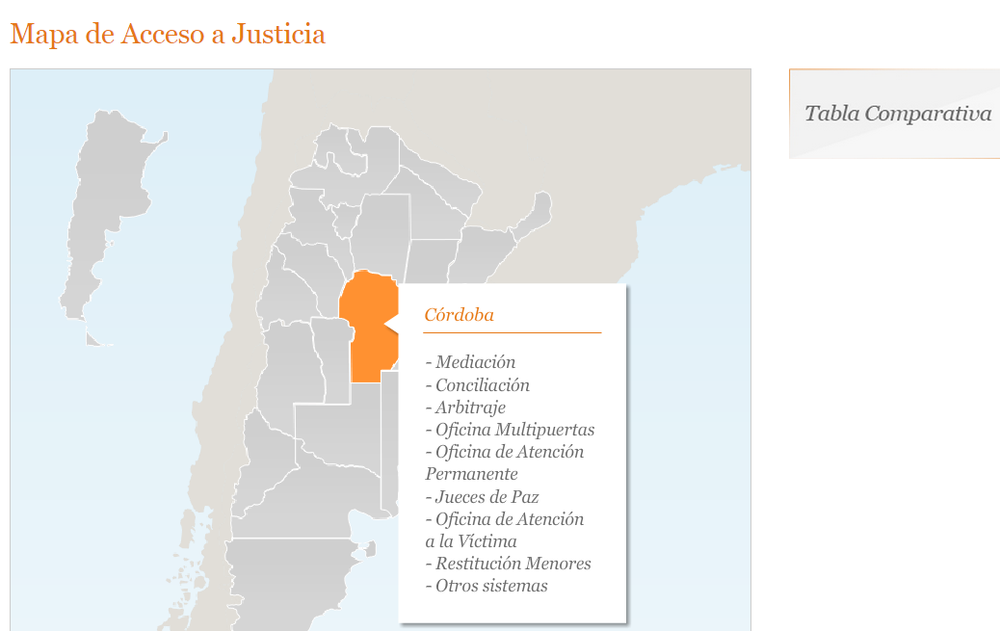 Mapa de Acceso a Justicia
Tabla Comparativa
Córdoba
- Mediación
- Conciliación
- Arbitraje
- Oficina Multipuertas
- Oficina de Atención
Permanente
- Jueces de Paz
- Oficina de Atención
a la Víctima
- Restitución Menores
- Otros sistemas